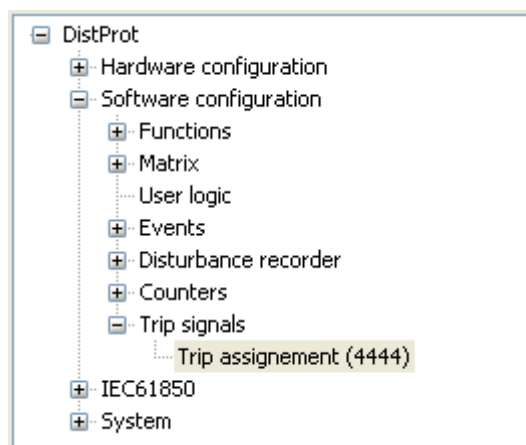 DistProt
Hardware configuration
Software configuration
Functions
Matrix
User logic
Events
Disturbance recorder
Counters
Trip signals
Trip assignement (4444)
IEC61850
System